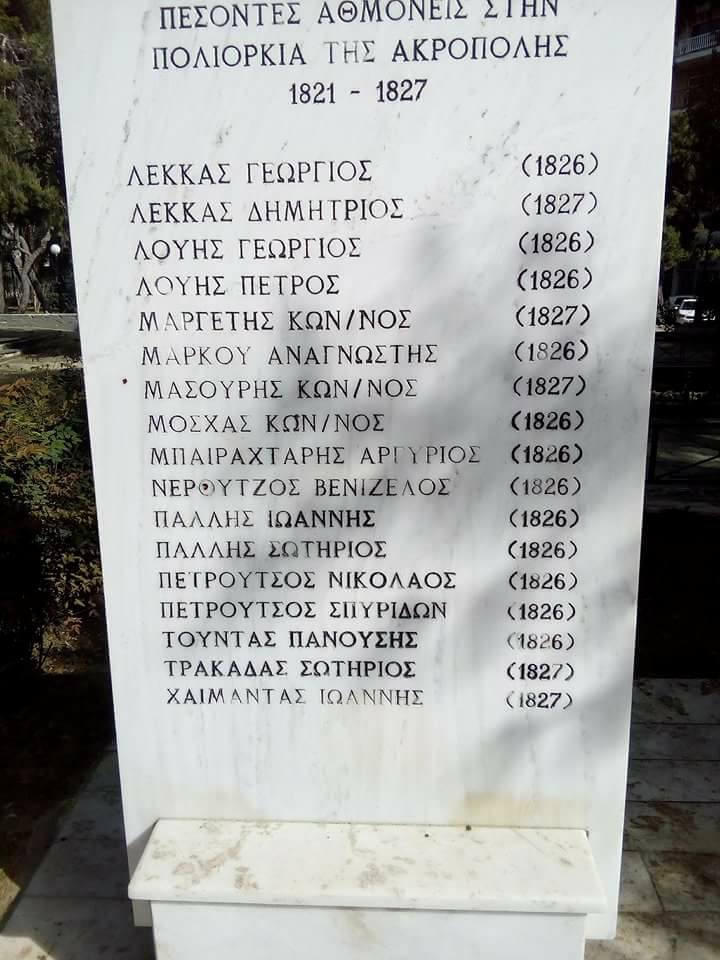 ΠΕΣΟΝΤΕΣ ΑΘΜΟΝΕΙΣ ΣΤΗΝ
ΠΟΛΙΟΡΚΙΑ ΤΗΣ ΑΚΡΟΠΟΛΗΣ
1821 - 1827
ΛΕΚΚΑΣ ΓΕΩΡΓΙΟΣ (1826)
ΛΕΚΚΑΣ ΔΗΜΗΤΡΙΟΣ (1827)
ΛΟΥΗΣ ΓΕΩΡΓΙΟΣ (1826)
ΛΟΥΗΣ ΠΕΤΡΟΣ (1826)
ΜΑΡΓΕΤΗΣ ΚΩΝ/ΝΟΣ (1827)
ΜΑΡΚΟΥ ΑΝΑΓΝΩΣΤΗΣ (1826)
ΜΑΣΟΥΡΗΣ ΚΩΝ/ΝΟΣ (1827)
ΜΟΣΧΑΣ ΚΩΝ/ΝΟΣ (1826)
ΜΠΑΙΡΑΧΤΑΡΗΣ ΑΡΓΥΡΙΟΣ (1826)
ΝΕΡΟΥΤΖΟΣ ΒΕΝΙΖΕΛΟΣ (1826)
ΠΑΛΛΗΣ ΙΩΑΝΝΗΣ (1826)
ΠΑΛΛΗΣ ΣΩΤΗΡΙΟΣ (1826)
ΠΕΤΡΟΥΤΣΟΣ ΝΙΚΟΛΑΟΣ (1826)
ΠΕΤΡΟΥΤΣΟΣ ΣΠΥΡΙΔΩΝ (1826)
ΤΟΥΝΤΑΣ ΠΑΝΟΥΣΗΣ (1826)
ΤΡΑΚΑΔΑΣ ΣΩΤΗΡΙΟΣ (1827)
ΧΑΙΜΑΝΤΑΣ ΙΩΑΝΝΗΣ (1827)